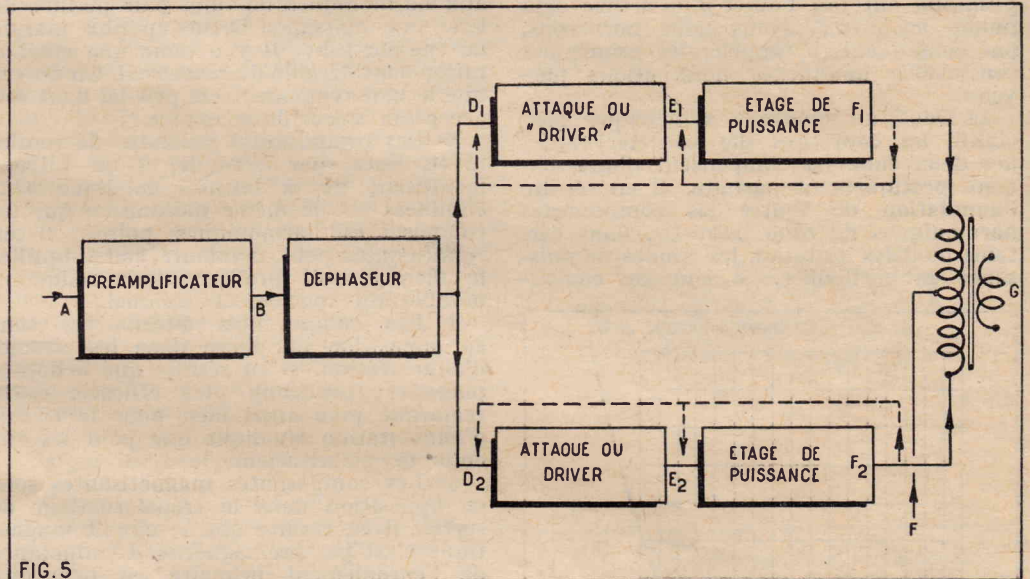 D1
ATTAQUE OU
"DRIVER"
E1
ETAGE DE
PUISSANCE
F1
PREAMPLIFICATEUR
A
B
DEPHASEUR
G
D2
ATTAQUE OU
DRIVER
E2
ETAGE DE
PUISSANCE
F2
F
FIG.5